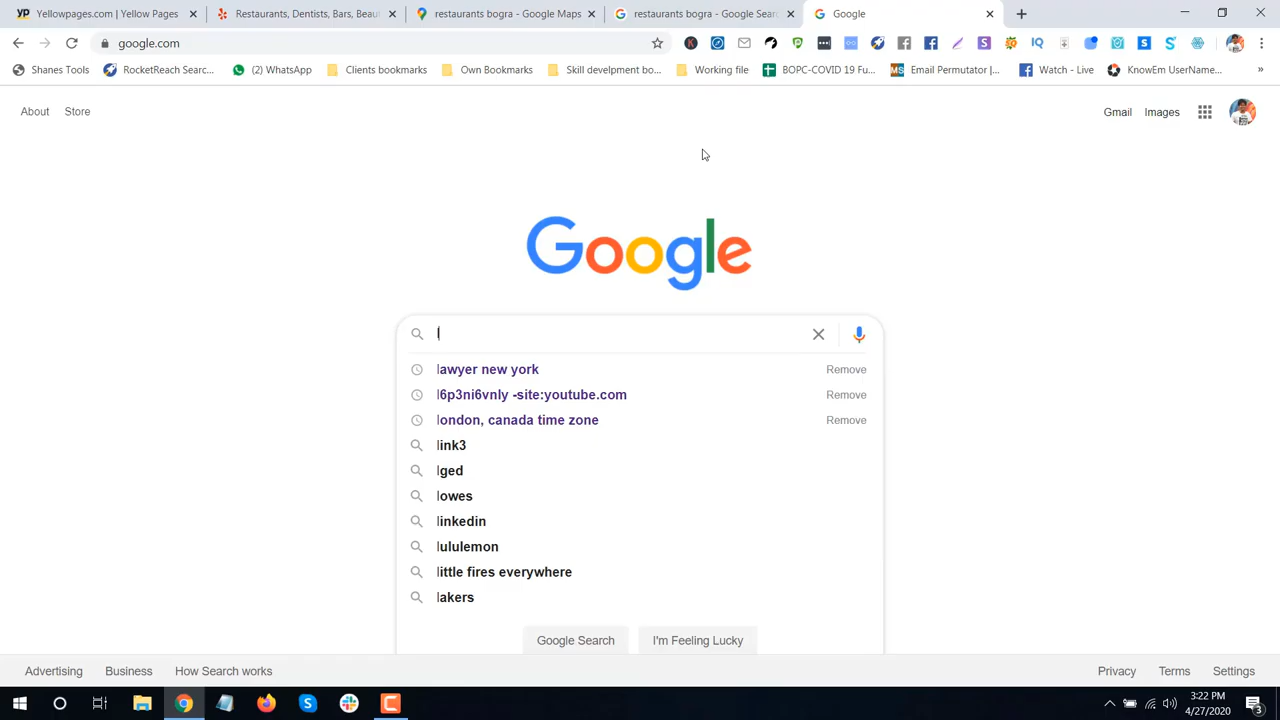 Yellowpages.com | Yellow Pages
Restaurants, Dentists, Bars, Beau
restaurants bogra - Google Maps
restaurants bogra - Google Sear
Google
google.com
Shanes Tools
RocketReach Searc...
(2) WhatsApp
Clients bookmarks
Own Bookmarks
Skill develpment bo...
Working file
BOPC-COVID 19 Fu...
Email Permutator |...
Watch - Live
KnowEm UserName...
About
Store
Gmail
Images
Google
l
lawyer new york
Remove
l6p3ni6vnly -site:youtube.com
Remove
london, canada time zone
Remove
link3
lged
lowes
linkedin
lululemon
little fires everywhere
lakers
Google Search
I'm Feeling Lucky
Advertising
Business
How Search works
Privacy
Terms
Settings
3:22 PM
4/27/2020
3